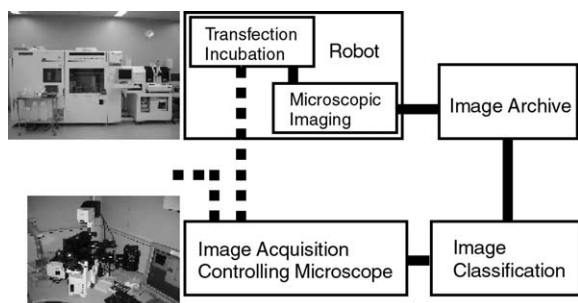 Transfection
Incubation
Robot
Microscopic
Imaging
Image Archive
Image Acquisition
Controlling Microscope
Image
Classification